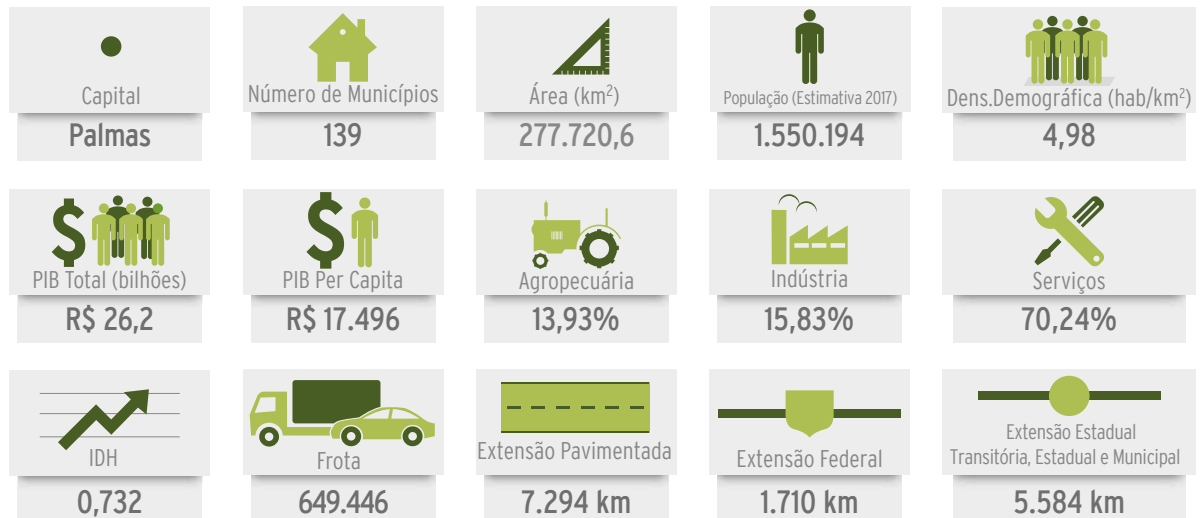 Capital
Palmas
Número de Municípios
139
Área (km²)
277.720,6
População (Estimativa 2017)
1.550.194
Dens.Demográfica (hab/km²)
4,98
PIB Total (bilhões)
R$ 26,2
PIB Per Capita
R$ 17.496
Agropecuária
13,93%
Indústria
15,83%
Serviços
70,24%
IDH
0,732
Frota
649.446
Extensão Pavimentada
7.294 km
Extensão Federal
1.710 km
Extensão Estadual
Transitória, Estadual e Municipal
5.584 km